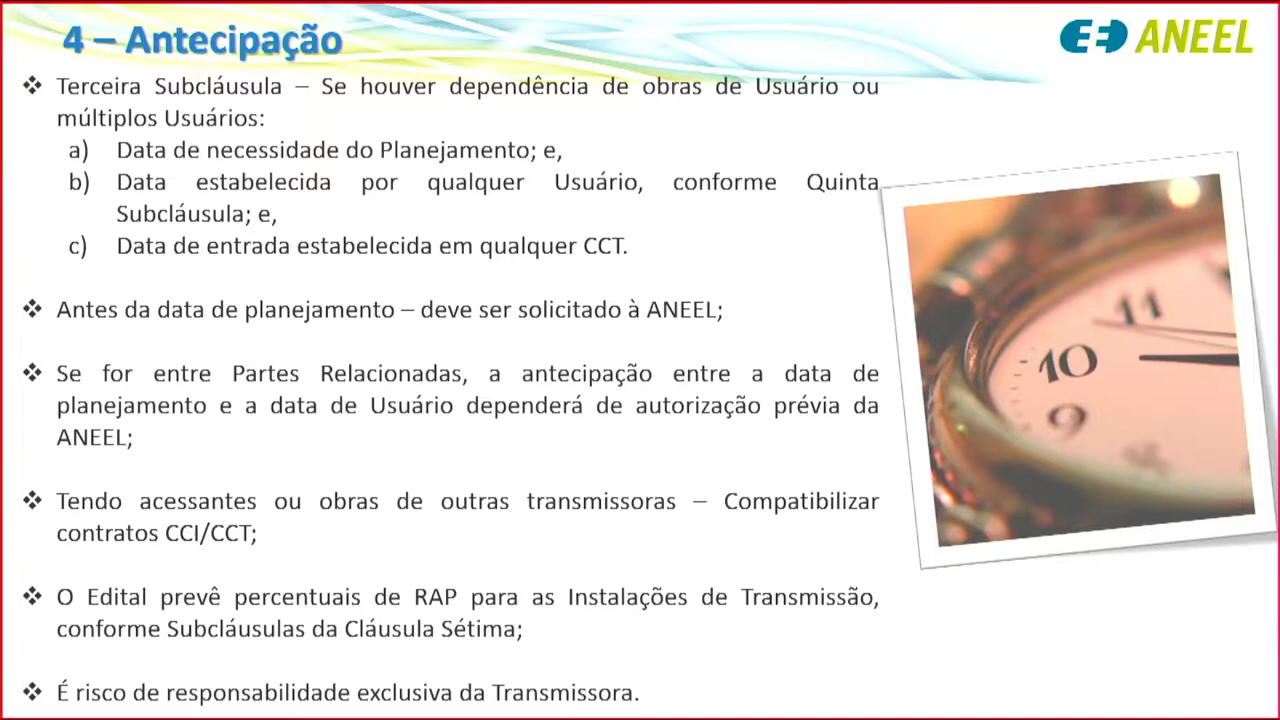 4 – Antecipação
ANEEL
❖ Terceira Subcláusula – Se houver dependência de obras de Usuário ou
múltiplos Usuários:
a) Data de necessidade do Planejamento; e,
b) Data estabelecida por qualquer Usuário, conforme Quinta
Subcláusula; e,
c) Data de entrada estabelecida em qualquer CCT.
❖ Antes da data de planejamento – deve ser solicitado à ANEEL;
❖ Se for entre Partes Relacionadas, a antecipação entre a data de
planejamento e a data de Usuário dependerá de autorização prévia da
ANEEL;
❖ Tendo acessantes ou obras de outras transmissoras – Compatibilizar
contratos CCI/CCT;
❖ O Edital prevê percentuais de RAP para as Instalações de Transmissão,
conforme Subcláusulas da Cláusula Sétima;
❖ É risco de responsabilidade exclusiva da Transmissora.
11
10
9